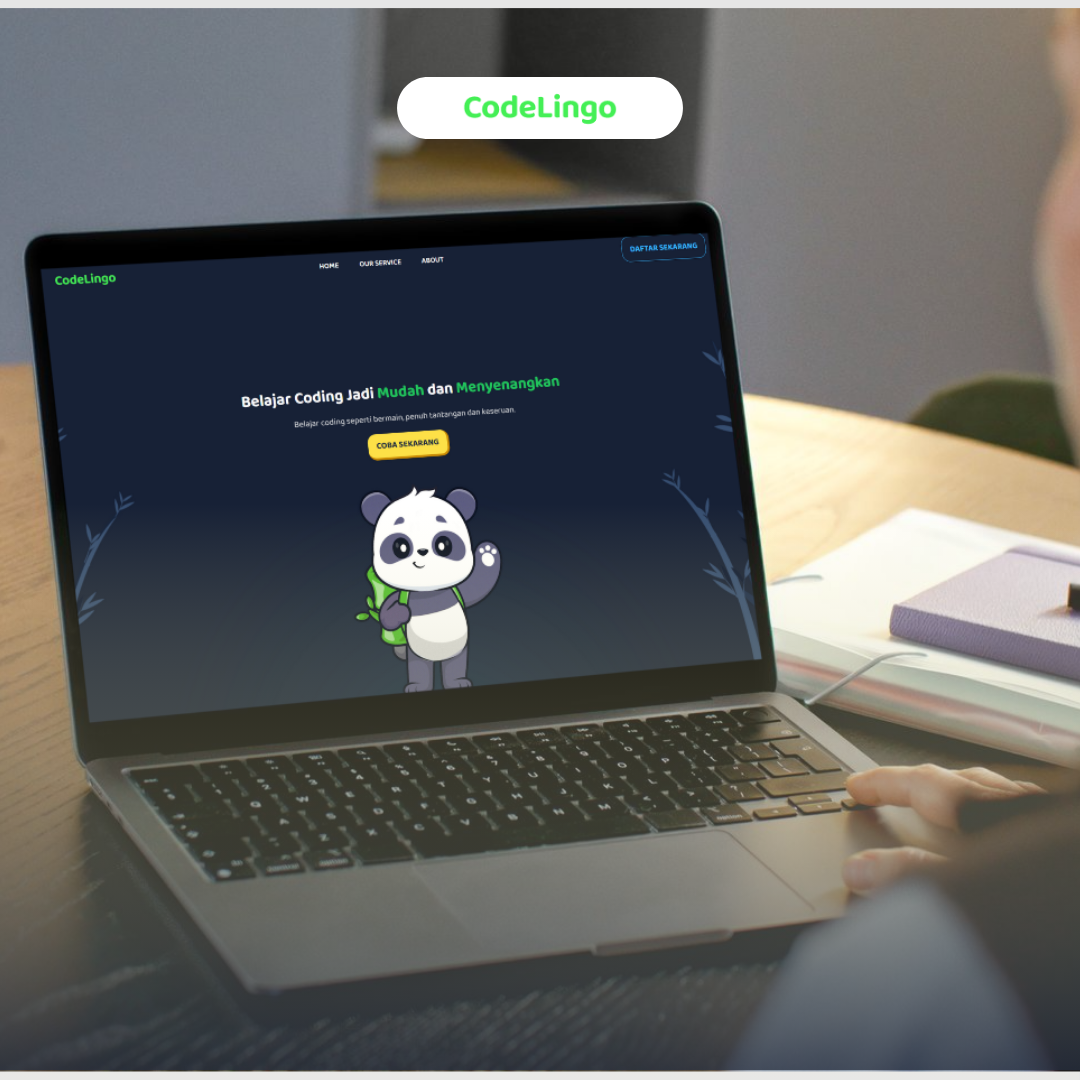 CodeLingo
CodeLingo
HOME
OUR SERVICE
ABOUT
DAFTAR SEKARANG
Belajar Coding Jadi Mudah dan Menyenangkan
Belajar coding seperti bermain, penuh tantangan dan keseruan.
COBA SEKARANG